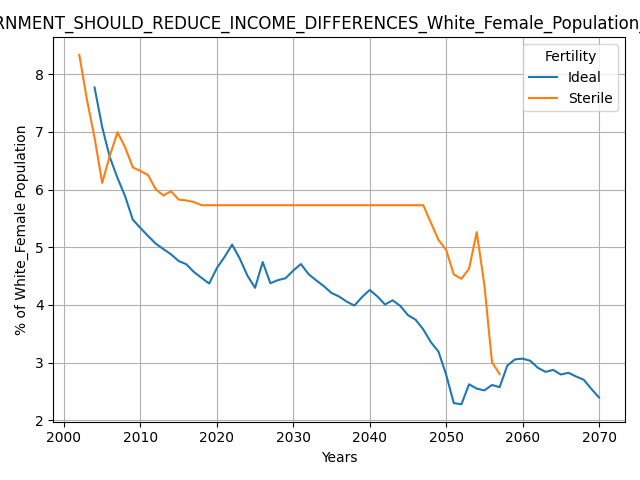 RNMENT_SHOULD_REDUCE_INCOME_DIFFERENCES_White_Female_Population_
Fertility
Ideal
Sterile
8
7
6
5
4
3
2
% of White_Female Population
2000 2010 2020 2030 2040 2050 2060 2070
Years